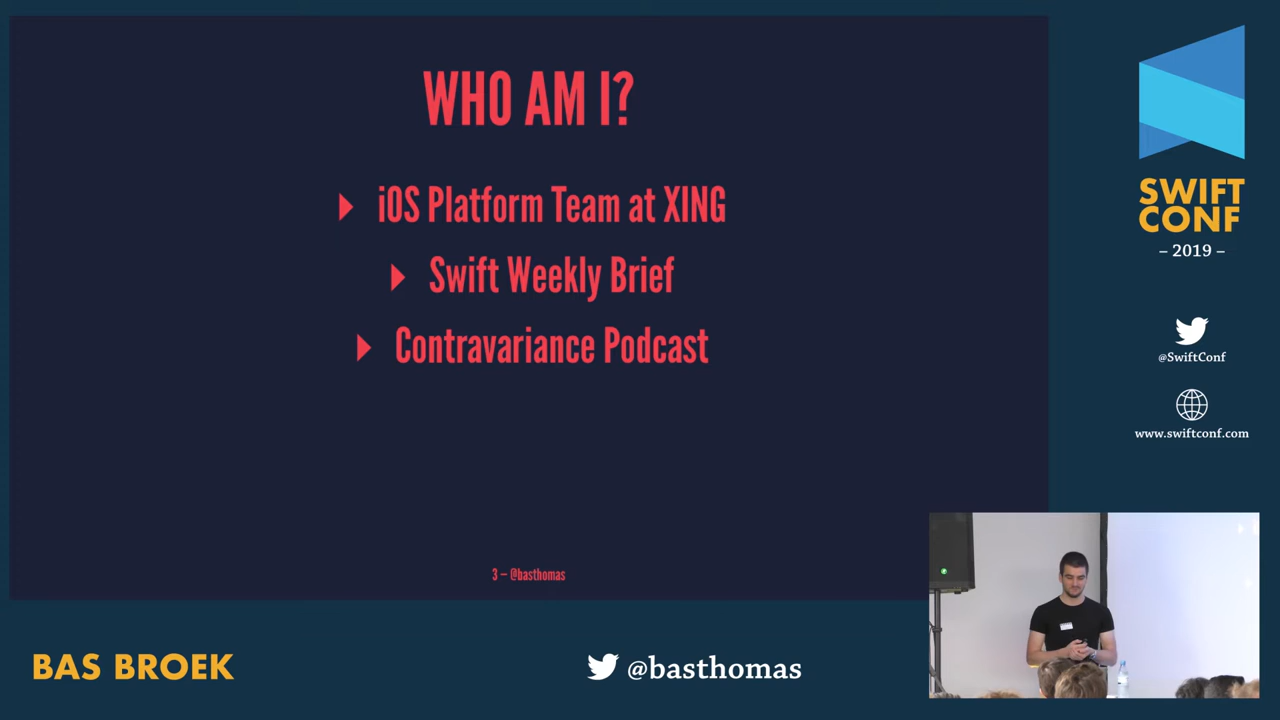 WHO AM I?
iOS Platform Team at XING
Swift Weekly Brief
Contravariance Podcast
3 – @basthomas
SWIFT
CONF
– 2019 –
@SwiftConf
www.swiftconf.com
BAS BROEK
@basthomas